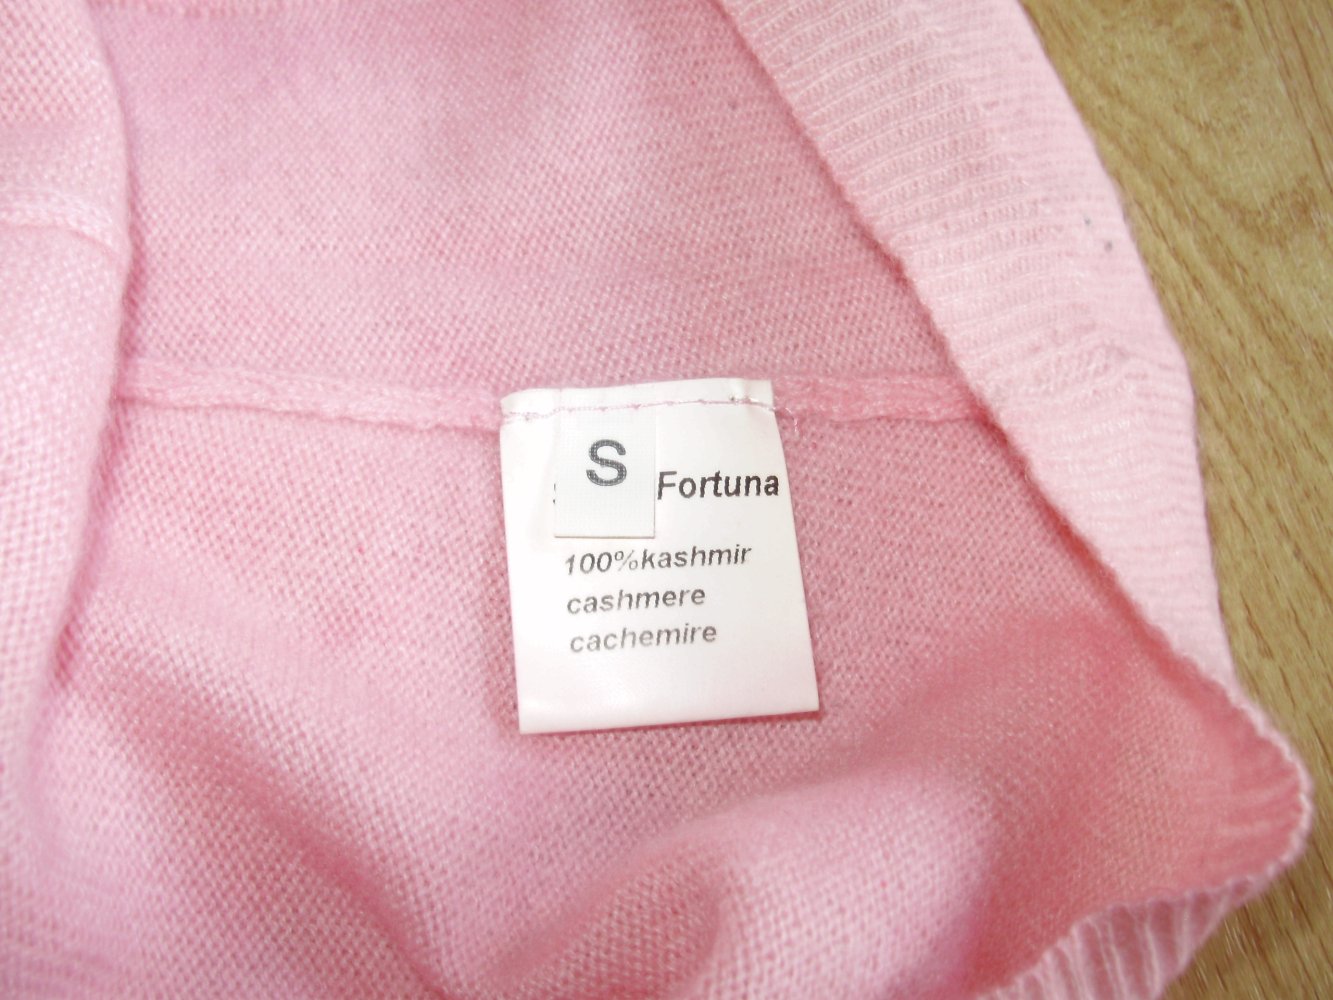 S
Fortuna
100%kashmir
cashmere
cachemire